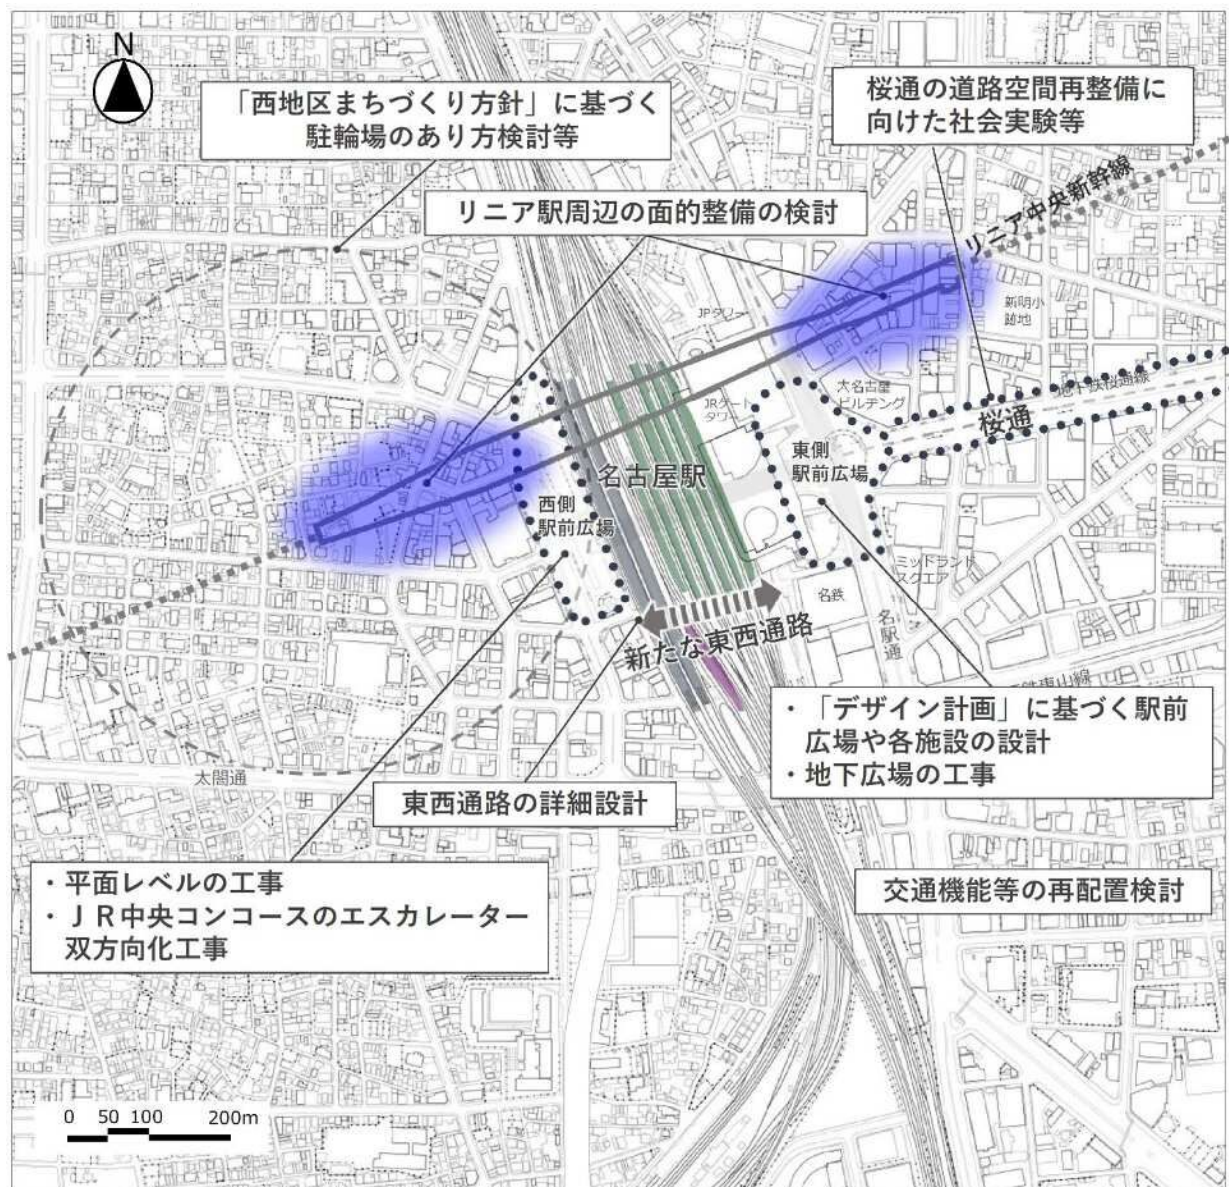 N
「西地区まちづくり方針」に基づく
駐輪場のあり方検討等
桜通の道路空間再整備に
向けた社会実験等
リニア駅周辺の面的整備の検討
リニア中央新幹線
新明小
跡地
JPタワー
大名古屋
ビルヂング
地下鉄桜通線
桜通
JRゲート
タワー
名古屋駅
東側
駅前広場
西側
駅前広場
ミッドランド
スクエア
名鉄
名駅通
新たな東西通路
鉄東山線
・「デザイン計画」に基づく駅前
広場や各施設の設計
・地下広場の工事
太閤通
東西通路の詳細設計
・平面レベルの工事
・JR中央コンコースのエスカレーター
双方向化工事
交通機能等の再配置検討
0 50 100 200m